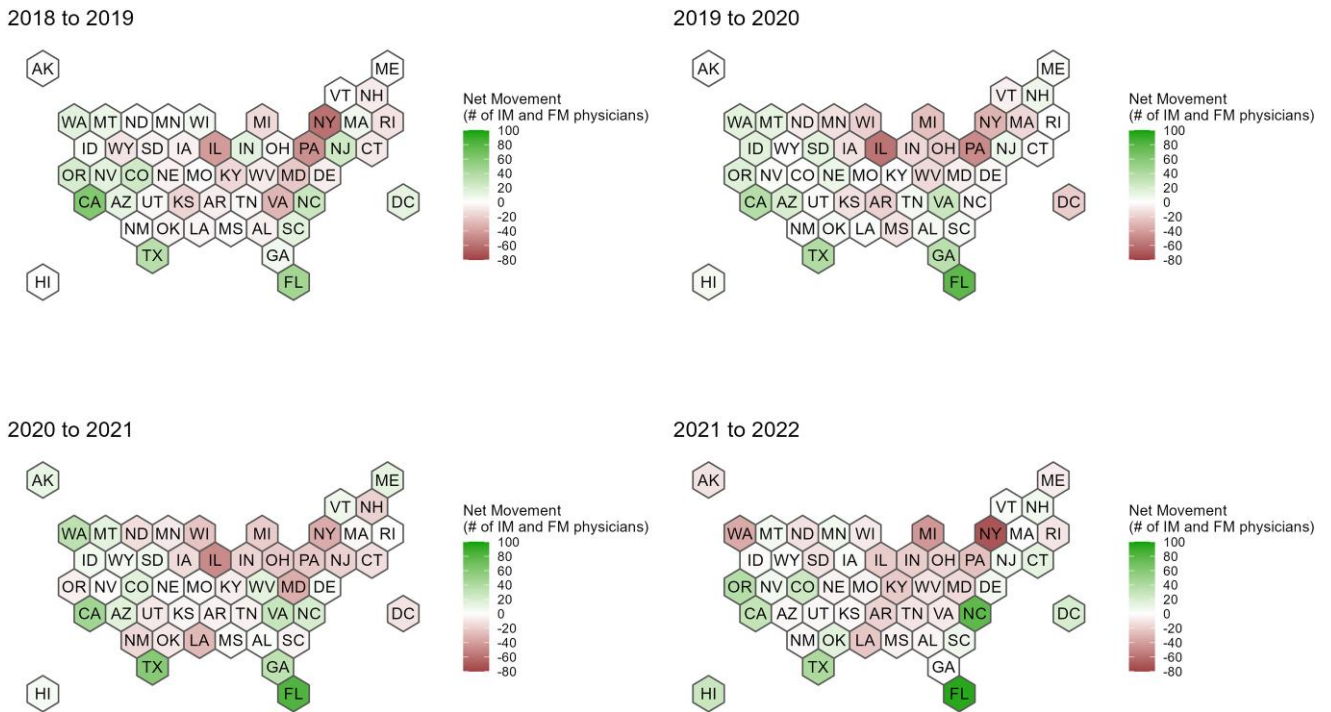 2018 to 2019
AK ME
VT NH
WA MT ND MN WI MI NY MA RI
ID WY SD IA IL IN OH PA NJ CT
OR NV CO NE MO KY WV MD DE
CA AZ UT KS AR TN VA NC DC
NM OK LA MS AL SC
TX GA
HI FL
Net Movement
(# of IM and FM physicians)
100
80
60
40
20
0
-20
-40
-60
-80
2019 to 2020
AK ME
VT NH
WA MT ND MN WI MI NY MA RI
ID WY SD IA IL IN OH PA NJ CT
OR NV CO NE MO KY WV MD DE
CA AZ UT KS AR TN VA NC DC
NM OK LA MS AL SC
TX GA
HI FL
Net Movement
(# of IM and FM physicians)
100
80
60
40
20
0
-20
-40
-60
-80
2020 to 2021
AK ME
VT NH
WA MT ND MN WI MI NY MA RI
ID WY SD IA IL IN OH PA NJ CT
OR NV CO NE MO KY WV MD DE
CA AZ UT KS AR TN VA NC DC
NM OK LA MS AL SC
TX GA
HI FL
Net Movement
(# of IM and FM physicians)
100
80
60
40
20
0
-20
-40
-60
-80
2021 to 2022
AK ME
VT NH
WA MT ND MN WI MI NY MA RI
ID WY SD IA IL IN OH PA NJ CT
OR NV CO NE MO KY WV MD DE
CA AZ UT KS AR TN VA NC DC
NM OK LA MS AL SC
TX GA
HI FL
Net Movement
(# of IM and FM physicians)
100
80
60
40
20
0
-20
-40
-60
-80